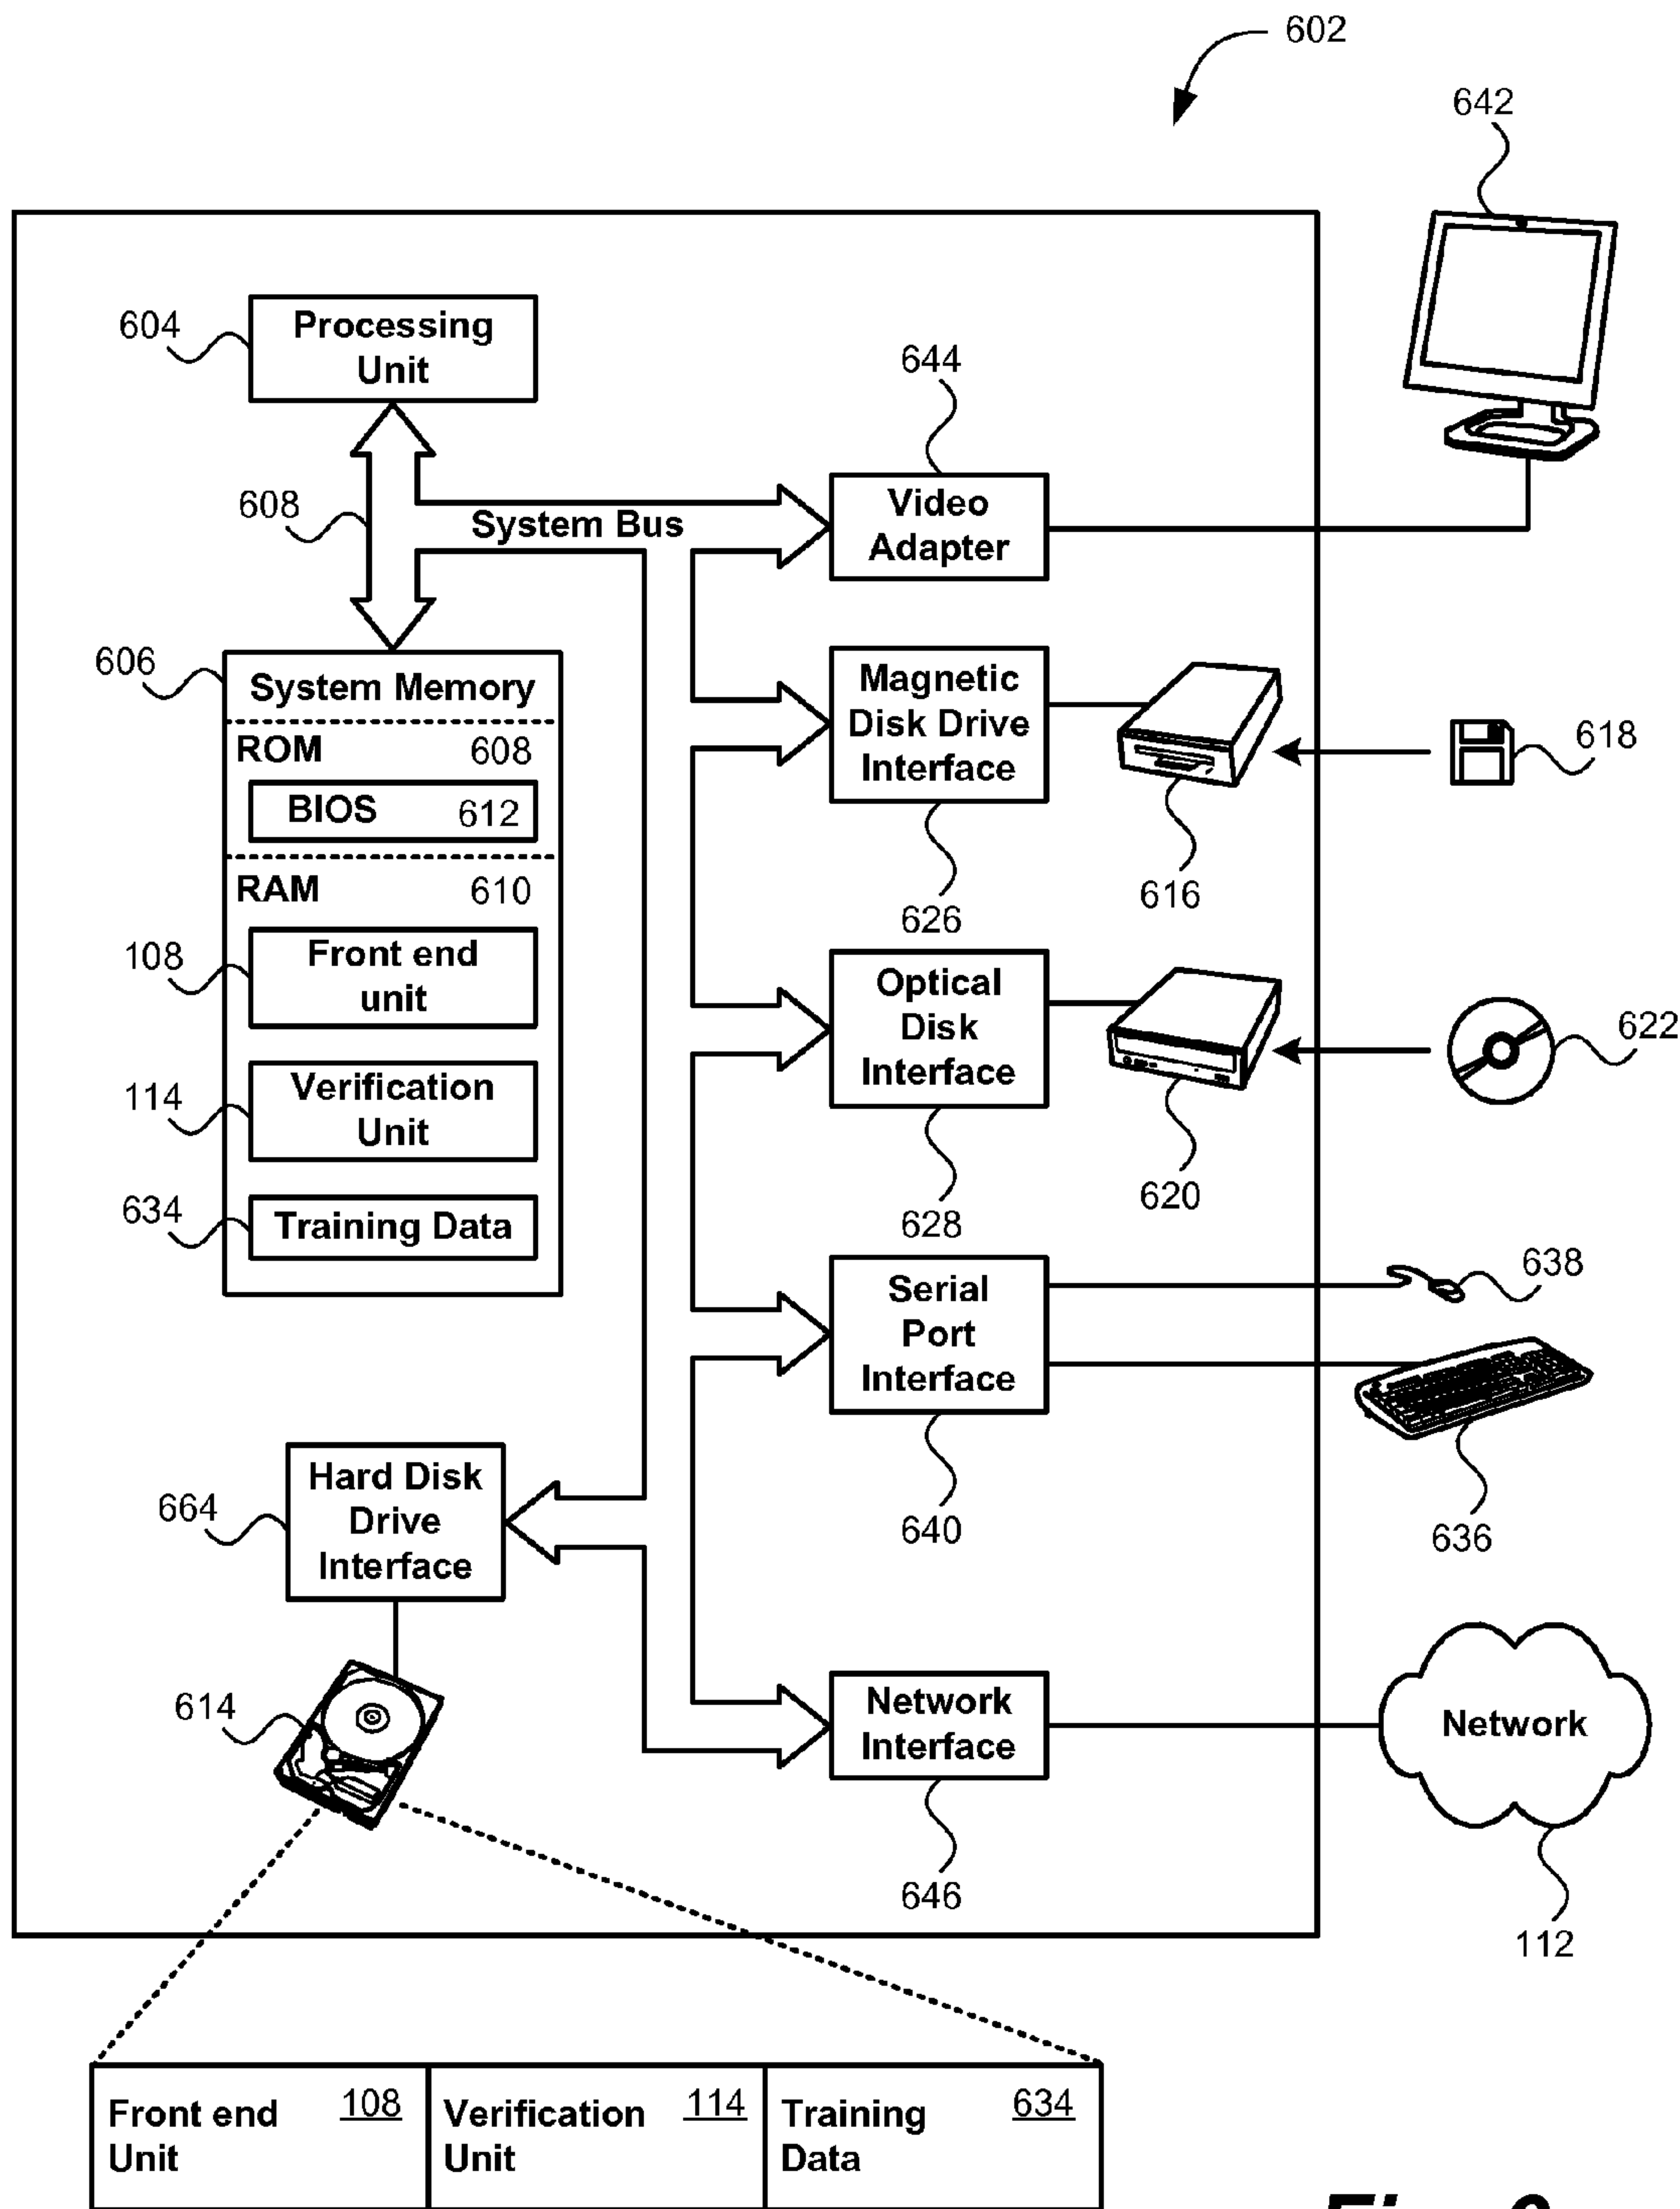 602
642
604
Processing
Unit
644
608
System Bus
Video
Adapter
606
System Memory
ROM 608
BIOS 612
RAM 610
108
Front end
unit
114
Verification
Unit
634
Training Data
Magnetic
Disk Drive
Interface
616
618
626
Optical
Disk
Interface
620
622
628
Serial
Port
Interface
638
636
640
664
Hard Disk
Drive
Interface
614
Network
Interface
646
Network
112
Front end
Unit
108
Verification
Unit
114
Training
Data
634